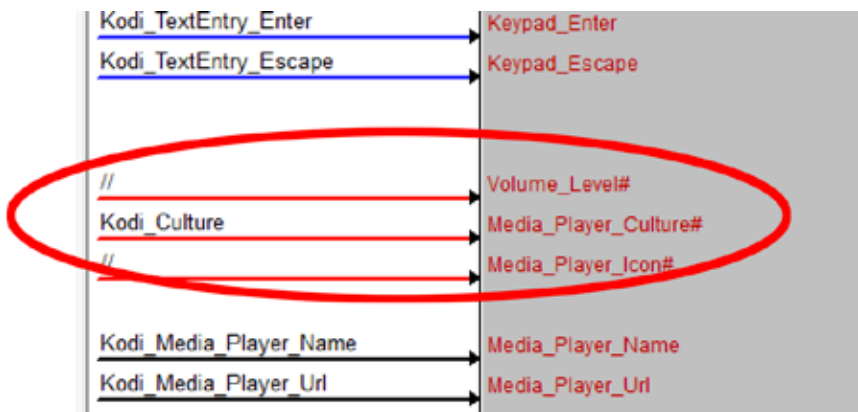 Kodi_TextEntry_Enter Keypad_Enter
Kodi_TextEntry_Escape Keypad_Escape
// Volume_Level#
Kodi_Culture Media_Player_Culture#
// Media_Player_Icon#
Kodi_Media_Player_Name Media_Player_Name
Kodi_Media_Player_Url Media_Player_Url